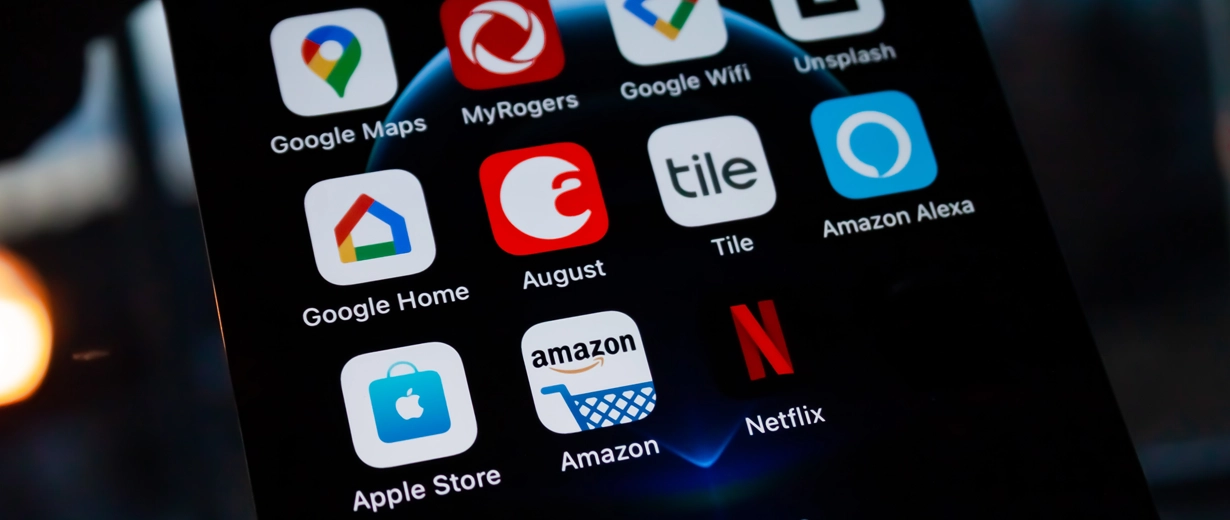 Google Maps
MyRogers
Google Wifi
Unsplash
Google Home
August
tile
Tile
Amazon Alexa
Apple Store
amazon
Amazon
N
Netflix